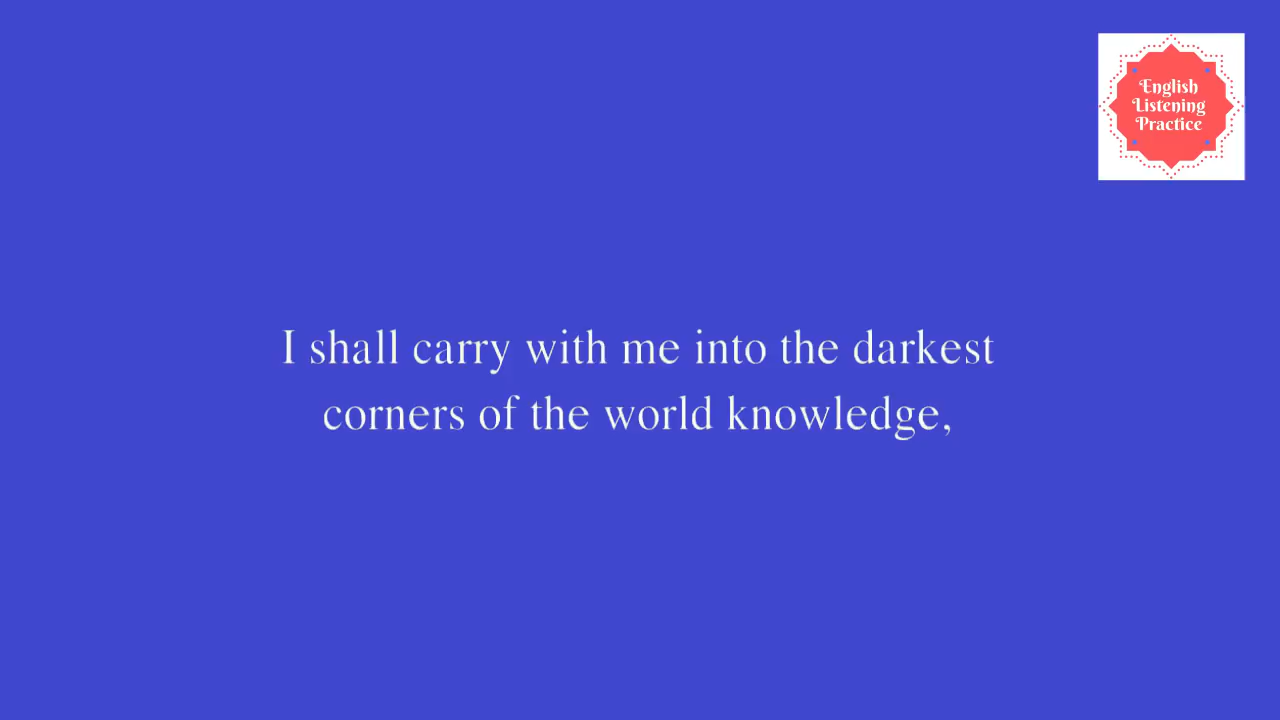 English
Listening
Practice
I shall carry with me into the darkest
corners of the world knowledge,